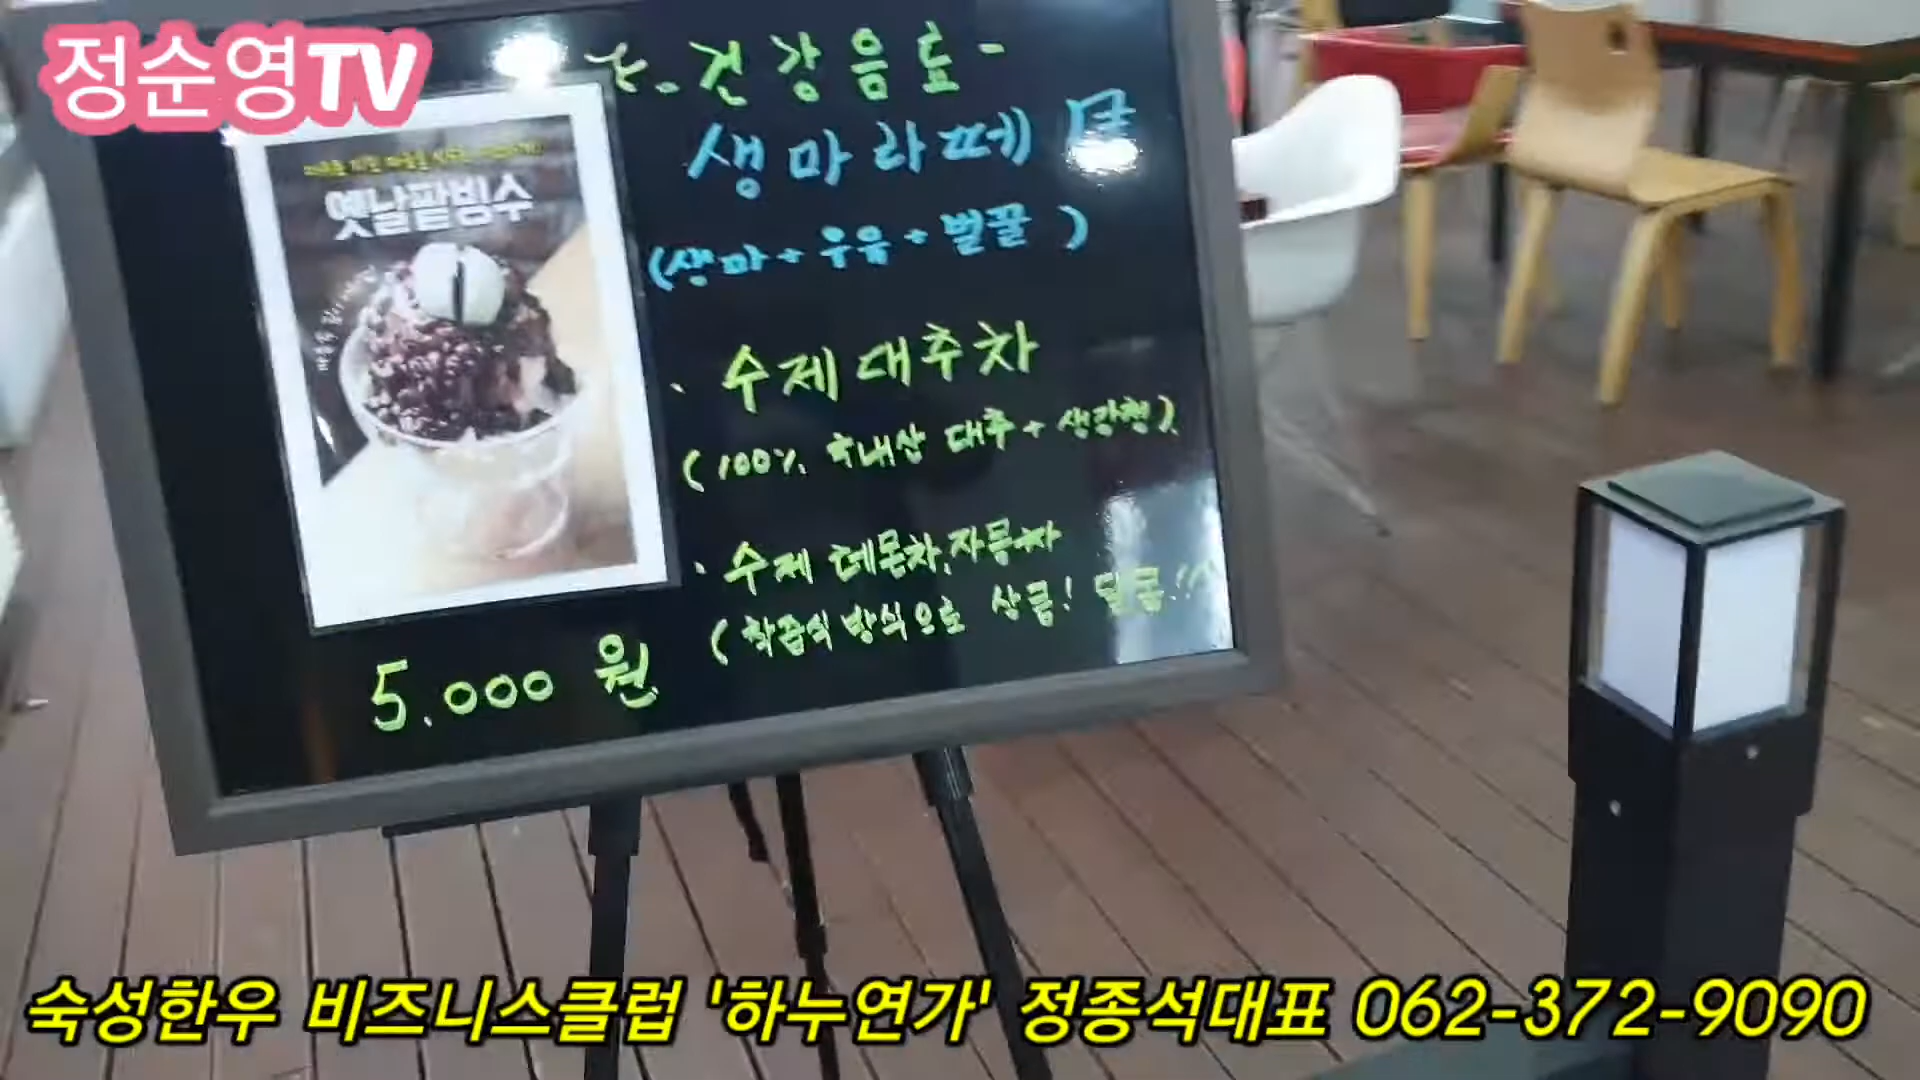 정순영TV
-건강음료-
생마라떼
(생마+우유+벌꿀)
옛날팥빙수
· 수제대추차
(100% 국내산 대추+생강청)
· 수제 레몬차, 자몽차
(착즙식 방식으로 상큼! 달콤!!
5.000 원
숙성한우 비즈니스클럽 '하누연가' 정종석대표 062-372-9090